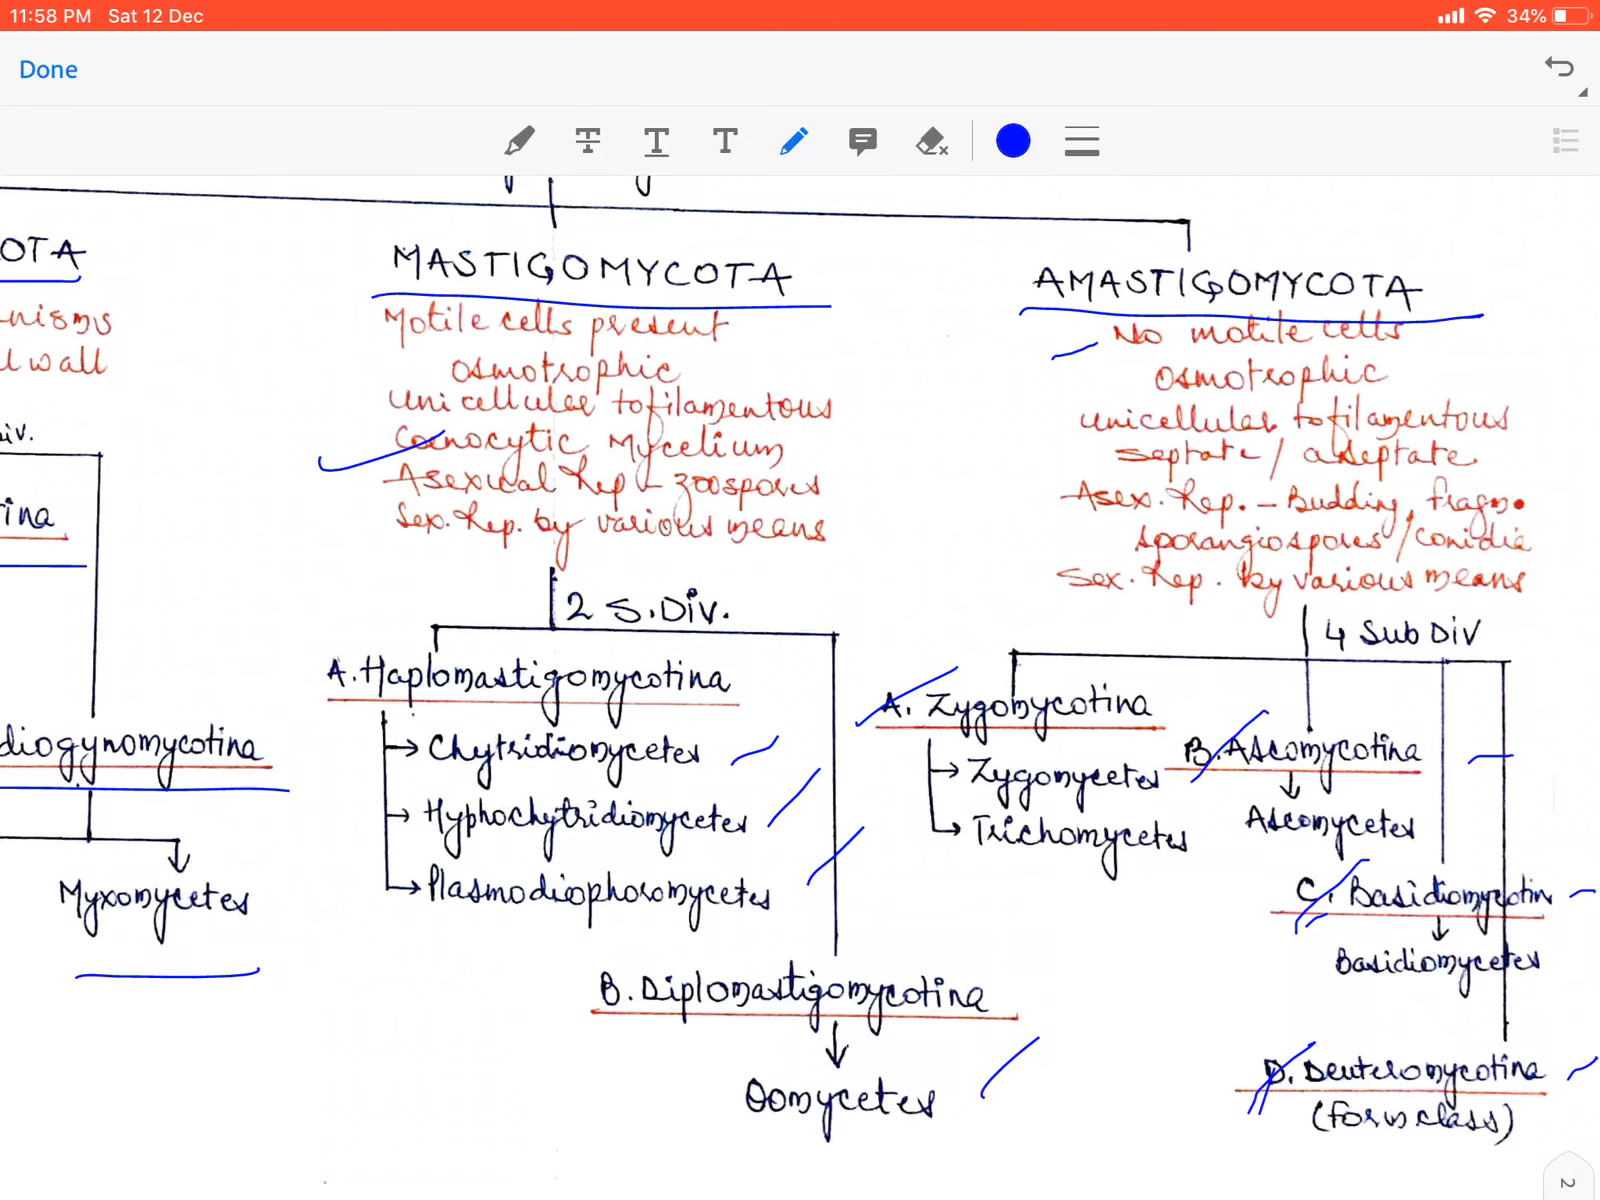 11:58 PM Sat 12 Dec
34%
Done
T T T
OTA
nisms
l wall
iv.
ina
diogynomycotina
Myxomycetes
MASTIGOMYCOTA
Motile cells present
osmotrophic
unicellular to filamentous
Coenocytic Mycelium
Asexual Rep - zoospores
Sex. Rep. by various means
2 S. Div.
A. Haplomastigomycotina
Chytridiomycetes
Hyphochytridiomycetes
Plasmodiophoromycetes
B. Diplomastigomycotina
Oomycetes
AMASTIGOMYCOTA
No motile cells
osmotrophic
unicellular to filamentous
septate / aseptate
Asex. Rep. - Budding, fragm.
sporangiospores / conidia
Sex. Rep. by various means
4 Sub Div
A. Zygomycotina
Zygomycetes
Trichomycetes
B. Ascomycotina
Ascomycetes
C. Basidiomycotin
Basidiomycetes
D. Deuteromycotina
(form class)
2